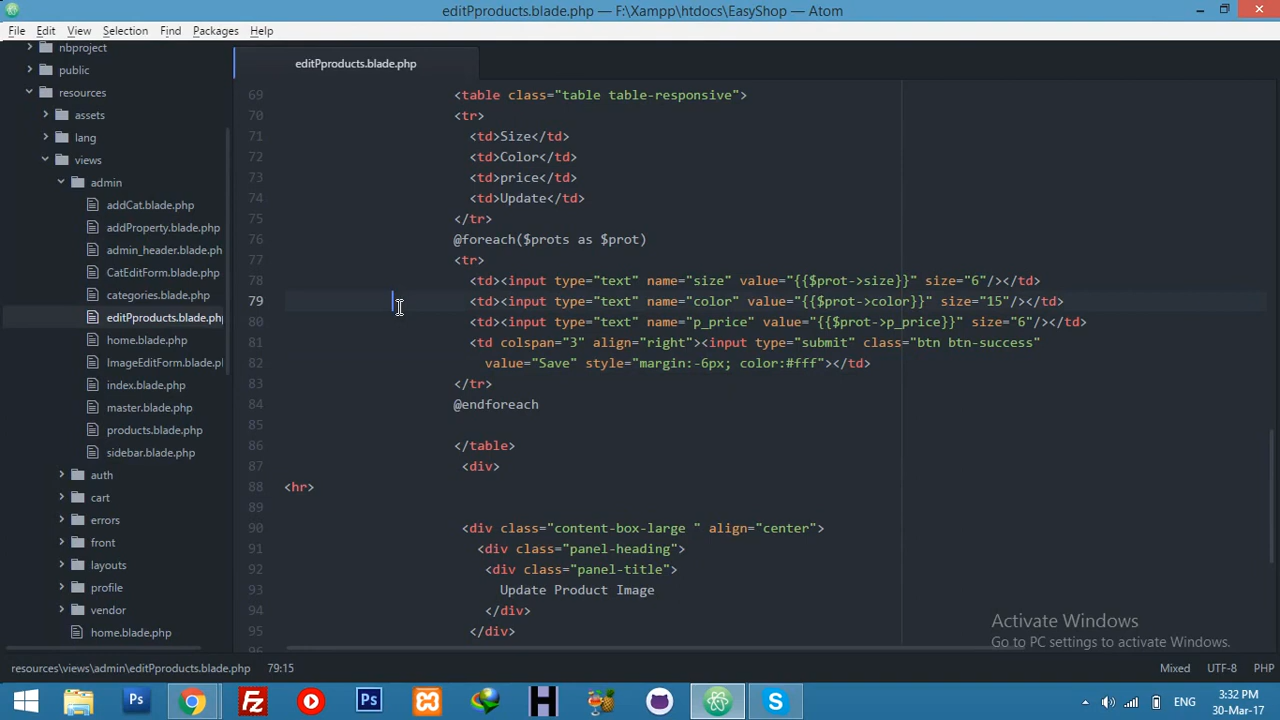 editPproducts.blade.php — F:\Xampp\htdocs\EasyShop — Atom
File Edit View Selection Find Packages Help
nbproject
public
resources
assets
lang
views
admin
addCat.blade.php
addProperty.blade.php
admin_header.blade.ph
CatEditForm.blade.php
categories.blade.php
editPproducts.blade.php
home.blade.php
ImageEditForm.blade.pl
index.blade.php
master.blade.php
products.blade.php
sidebar.blade.php
auth
cart
errors
front
layouts
profile
vendor
home.blade.php
editPproducts.blade.php
69 <table class="table table-responsive">
70 <tr>
71 <td>Size</td>
72 <td>Color</td>
73 <td>price</td>
74 <td>Update</td>
75 </tr>
76 @foreach($prots as $prot)
77 <tr>
78 <td><input type="text" name="size" value="{{$prot->size}}" size="6"/></td>
79 <td><input type="text" name="color" value="{{$prot->color}}" size="15"/></td>
80 <td><input type="text" name="p_price" value="{{$prot->p_price}}" size="6"/></td>
81 <td colspan="3" align="right"><input type="submit" class="btn btn-success"
82 value="Save" style="margin:-6px; color:#fff"></td>
83 </tr>
84 @endforeach
85
86 </table>
87 <div>
88 <hr>
89
90 <div class="content-box-large " align="center">
91 <div class="panel-heading">
92 <div class="panel-title">
93 Update Product Image
94 </div>
95 </div>
96
Activate Windows
Go to PC settings to activate Windows.
resources\views\admin\editPproducts.blade.php 79:15 Mixed UTF-8 PHP
Ps Fz Ps H S ENG
3:32 PM
30-Mar-17